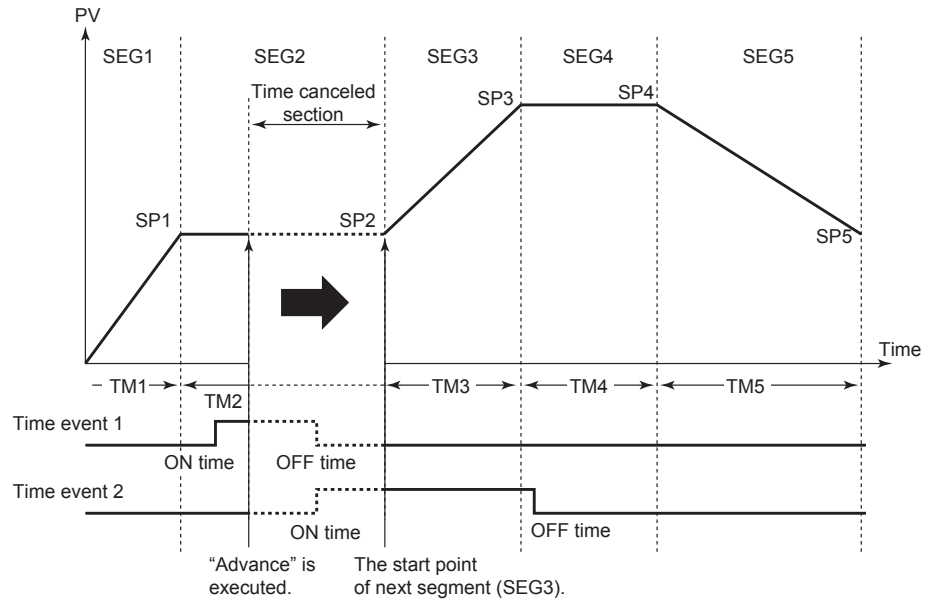 PV
SEG1
SEG2
SEG3
SEG4
SEG5
Time canceled
section
SP3
SP4
SP1
SP2
SP5
Time
TM1
TM2
TM3
TM4
TM5
Time event 1
ON time
OFF time
Time event 2
ON time
OFF time
"Advance" is
executed.
The start point
of next segment (SEG3).